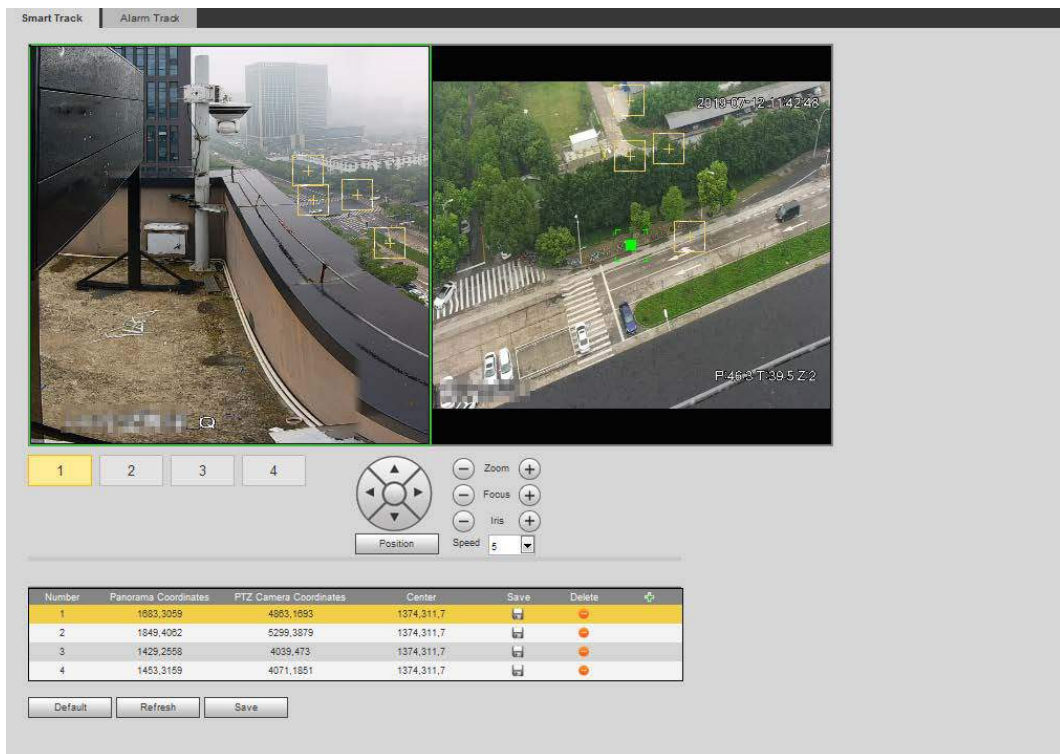 Smart Track Alarm Track
2019-07-12 11:42:48
P:46.3 T:39.5 Z:2
1 2 3 4
Zoom
Focus
Iris
Position Speed 5
Number Panorama Coordinates PTZ Camera Coordinates Center Save Delete
1 1683,3059 4863,1693 1374,311,7
2 1849,4062 5299,3879 1374,311,7
3 1429,2558 4039,473 1374,311,7
4 1453,3159 4071,1851 1374,311,7
Default Refresh Save